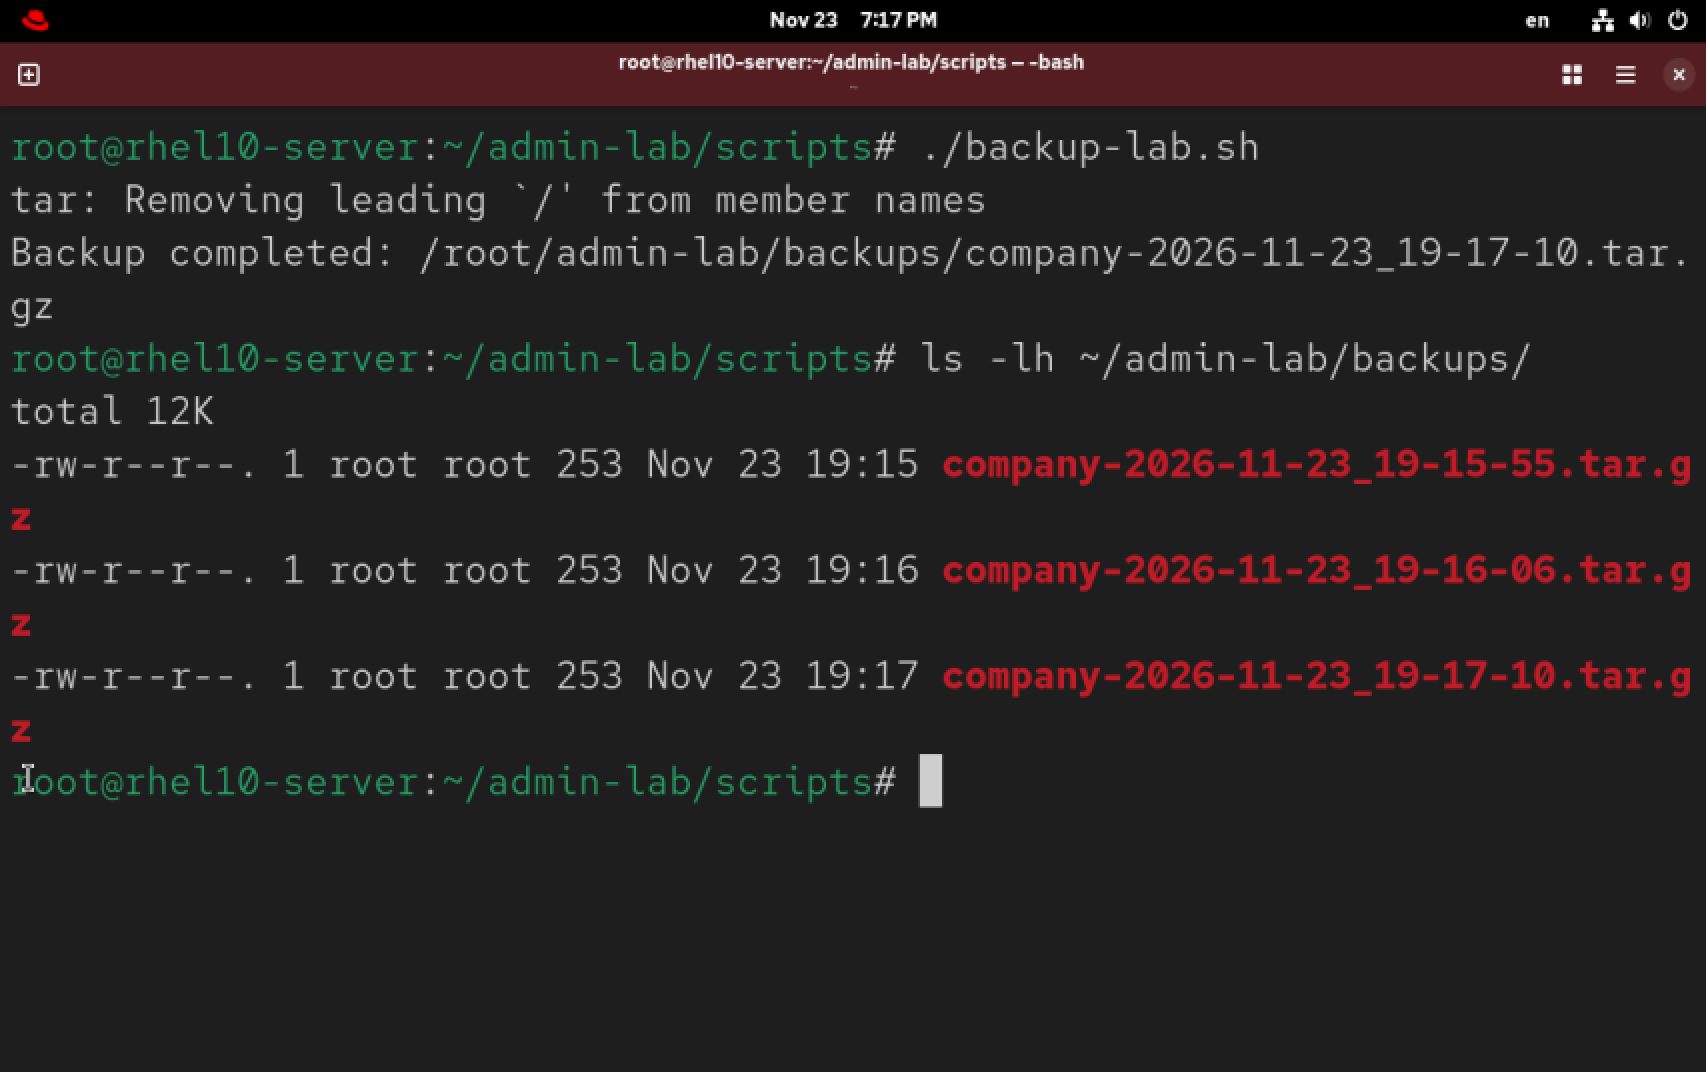 Nov 23 7:17 PM
en
root@rhel10-server:~/admin-lab/scripts — -bash
root@rhel10-server:~/admin-lab/scripts# ./backup-lab.sh
tar: Removing leading `/' from member names
Backup completed: /root/admin-lab/backups/company-2026-11-23_19-17-10.tar.
gz
root@rhel10-server:~/admin-lab/scripts# ls -lh ~/admin-lab/backups/
total 12K
-rw-r--r--. 1 root root 253 Nov 23 19:15 company-2026-11-23_19-15-55.tar.g
z
-rw-r--r--. 1 root root 253 Nov 23 19:16 company-2026-11-23_19-16-06.tar.g
z
-rw-r--r--. 1 root root 253 Nov 23 19:17 company-2026-11-23_19-17-10.tar.g
z
root@rhel10-server:~/admin-lab/scripts#